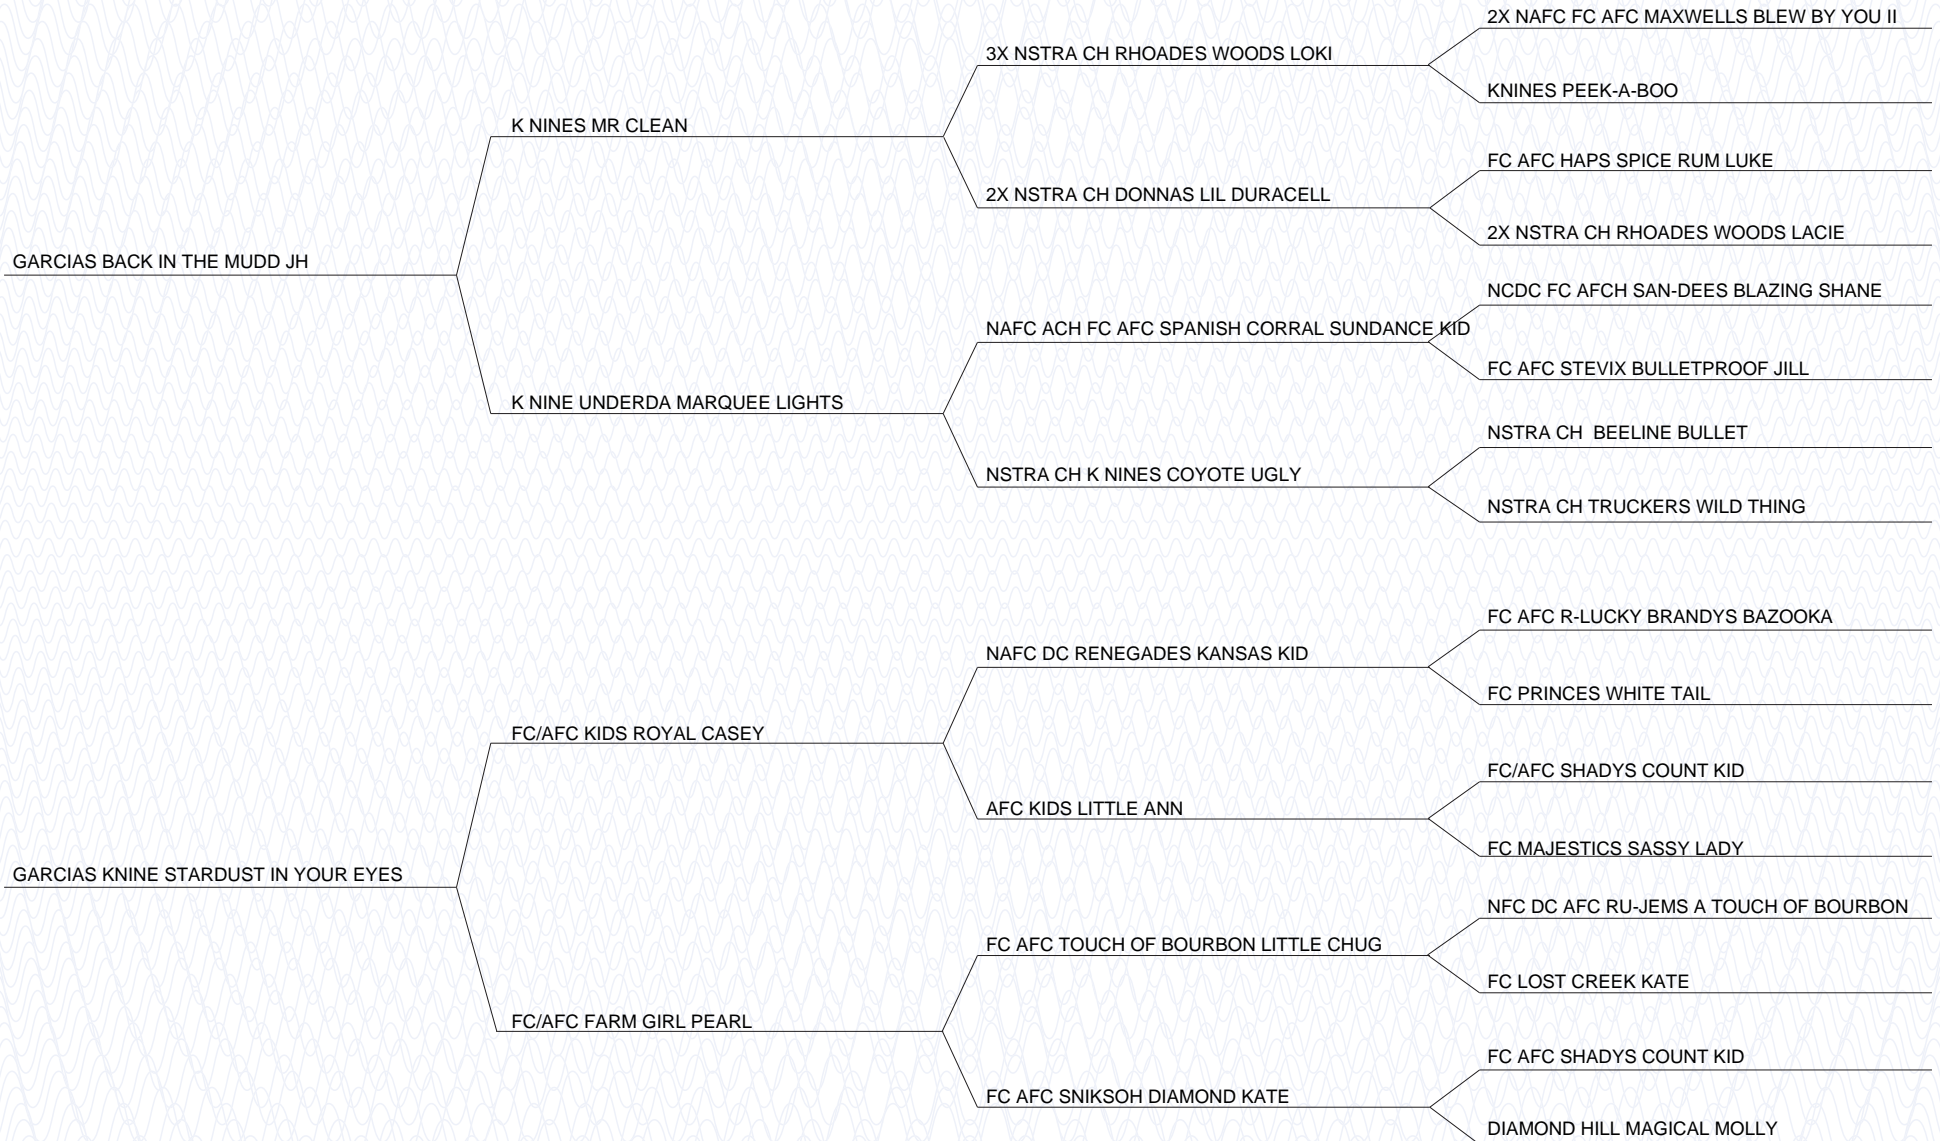 2X NAFC FC AFC MAXWELLS BLEW BY YOU II
3X NSTRA CH RHOADES WOODS LOKI
KNINES PEEK-A-BOO
K NINES MR CLEAN
FC AFC HAPS SPICE RUM LUKE
2X NSTRA CH DONNAS LIL DURACELL
2X NSTRA CH RHOADES WOODS LACIE
GARCIAS BACK IN THE MUDD JH
NCDC FC AFCH SAN-DEES BLAZING SHANE
NAFC ACH FC AFC SPANISH CORRAL SUNDANCE KID
FC AFC STEVIX BULLETPROOF JILL
K NINE UNDERDA MARQUEE LIGHTS
NSTRA CH  BEELINE BULLET
NSTRA CH K NINES COYOTE UGLY
NSTRA CH TRUCKERS WILD THING
FC AFC R-LUCKY BRANDYS BAZOOKA
NAFC DC RENEGADES KANSAS KID
FC PRINCES WHITE TAIL
FC/AFC KIDS ROYAL CASEY
FC/AFC SHADYS COUNT KID
AFC KIDS LITTLE ANN
FC MAJESTICS SASSY LADY
GARCIAS KNINE STARDUST IN YOUR EYES
NFC DC AFC RU-JEMS A TOUCH OF BOURBON
FC AFC TOUCH OF BOURBON LITTLE CHUG
FC LOST CREEK KATE
FC/AFC FARM GIRL PEARL
FC AFC SHADYS COUNT KID
FC AFC SNIKSOH DIAMOND KATE
DIAMOND HILL MAGICAL MOLLY